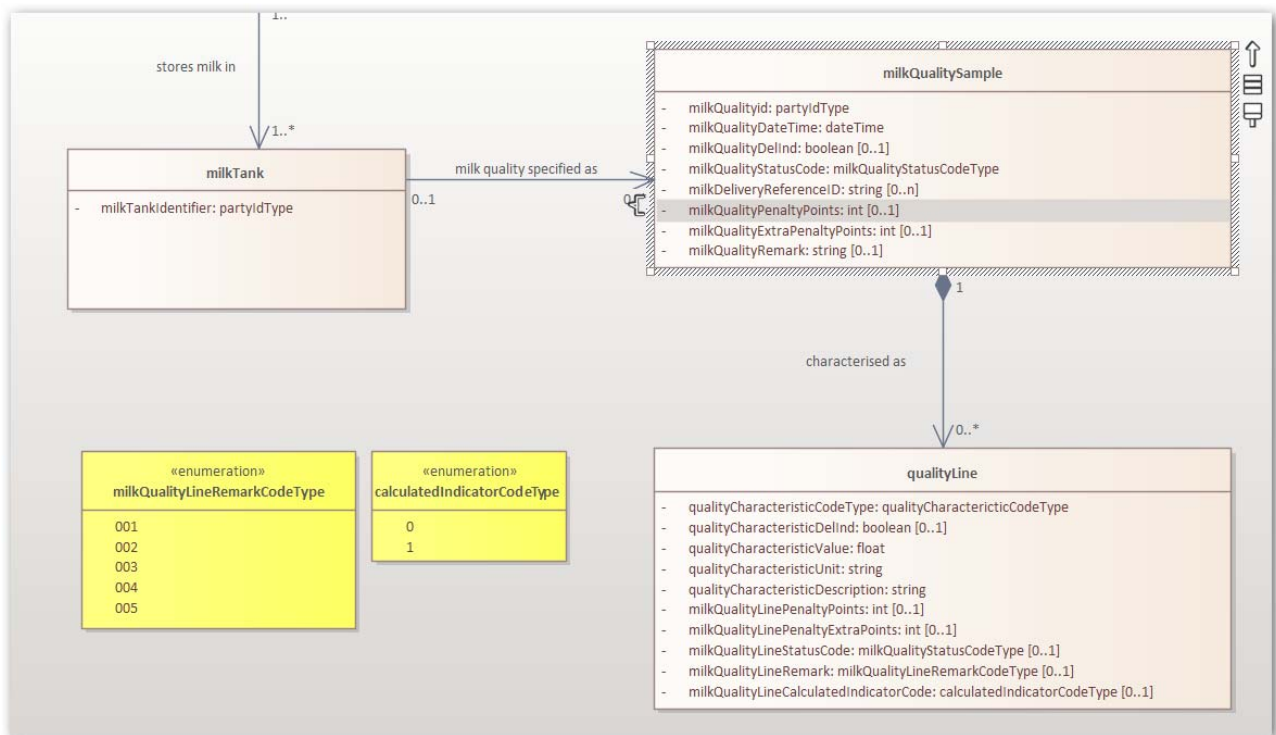 1..
stores milk in
1..*
milkTank
- milkTankIdentifier: partyIdType
milk quality specified as
0..1
0
milkQualitySample
- milkQualityid: partyIdType
- milkQualityDateTime: dateTime
- milkQualityDelInd: boolean [0..1]
- milkQualityStatusCode: milkQualityStatusCodeType
- milkDeliveryReferenceID: string [0..n]
- milkQualityPenaltyPoints: int [0..1]
- milkQualityExtraPenaltyPoints: int [0..1]
- milkQualityRemark: string [0..1]
1
characterised as
0..*
«enumeration»
milkQualityLineRemarkCodeType
001
002
003
004
005
«enumeration»
calculatedIndicatorCodeType
0
1
qualityLine
- qualityCharacteristicCodeType: qualityCharactericticCodeType
- qualityCharacteristicDelInd: boolean [0..1]
- qualityCharacteristicValue: float
- qualityCharacteristicUnit: string
- qualityCharacteristicDescription: string
- milkQualityLinePenaltyPoints: int [0..1]
- milkQualityLinePenaltyExtraPoints: int [0..1]
- milkQualityLineStatusCode: milkQualityStatusCodeType [0..1]
- milkQualityLineRemark: milkQualityLineRemarkCodeType [0..1]
- milkQualityLineCalculatedIndicatorCode: calculatedIndicatorCodeType [0..1]